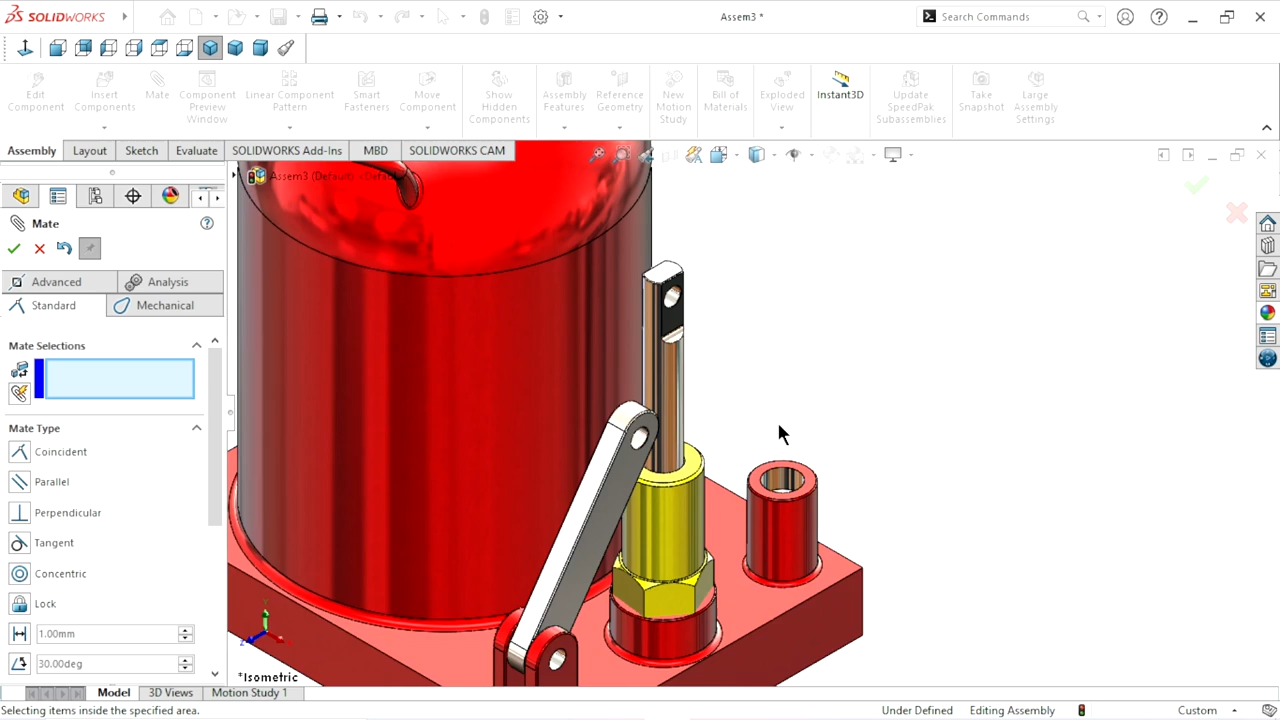 SOLIDWORKS
Assem3 *
Search Commands
Edit Component
Insert Components
Mate
Component Preview Window
Linear Component Pattern
Smart Fasteners
Move Component
Show Hidden Components
Assembly Features
Reference Geometry
New Motion Study
Bill of Materials
Exploded View
Instant3D
Update SpeedPak Subassemblies
Take Snapshot
Large Assembly Settings
Assembly
Layout
Sketch
Evaluate
SOLIDWORKS Add-Ins
MBD
SOLIDWORKS CAM
Assem3 (Default) <Defau
Mate
Advanced
Analysis
Standard
Mechanical
Mate Selections
Mate Type
Coincident
Parallel
Perpendicular
Tangent
Concentric
Lock
1.00mm
30.00deg
*Isometric
Model
3D Views
Motion Study 1
Selecting items inside the specified area.
Under Defined
Editing Assembly
Custom